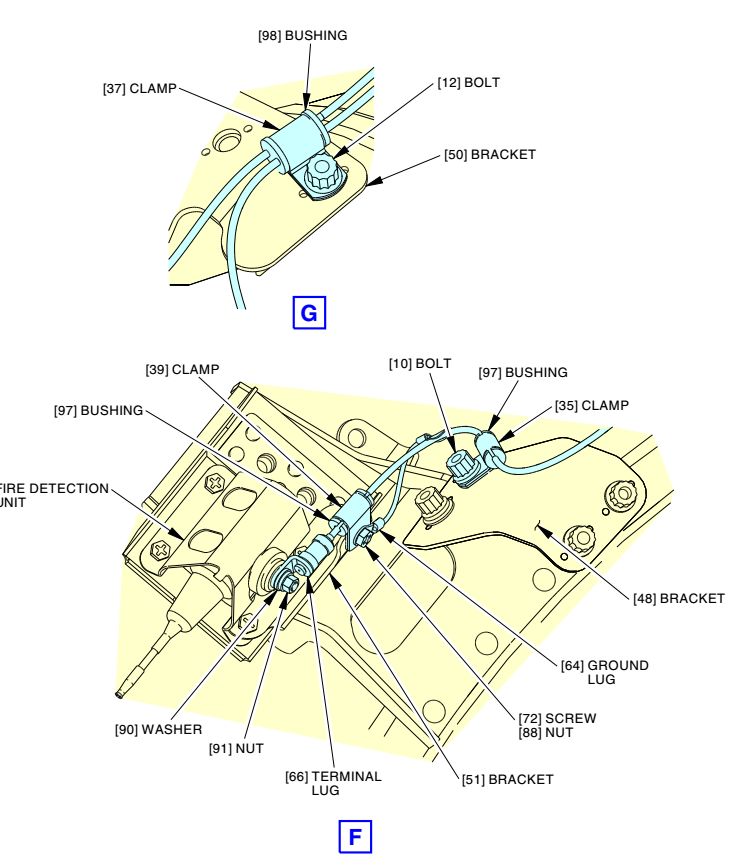 [98] BUSHING
[37] CLAMP
[12] BOLT
[50] BRACKET
G
[39] CLAMP
[10] BOLT
[97] BUSHING
[97] BUSHING
[35] CLAMP
FIRE DETECTION
UNIT
[48] BRACKET
[64] GROUND
LUG
[90] WASHER
[72] SCREW
[88] NUT
[91] NUT
[66] TERMINAL
LUG
[51] BRACKET
F